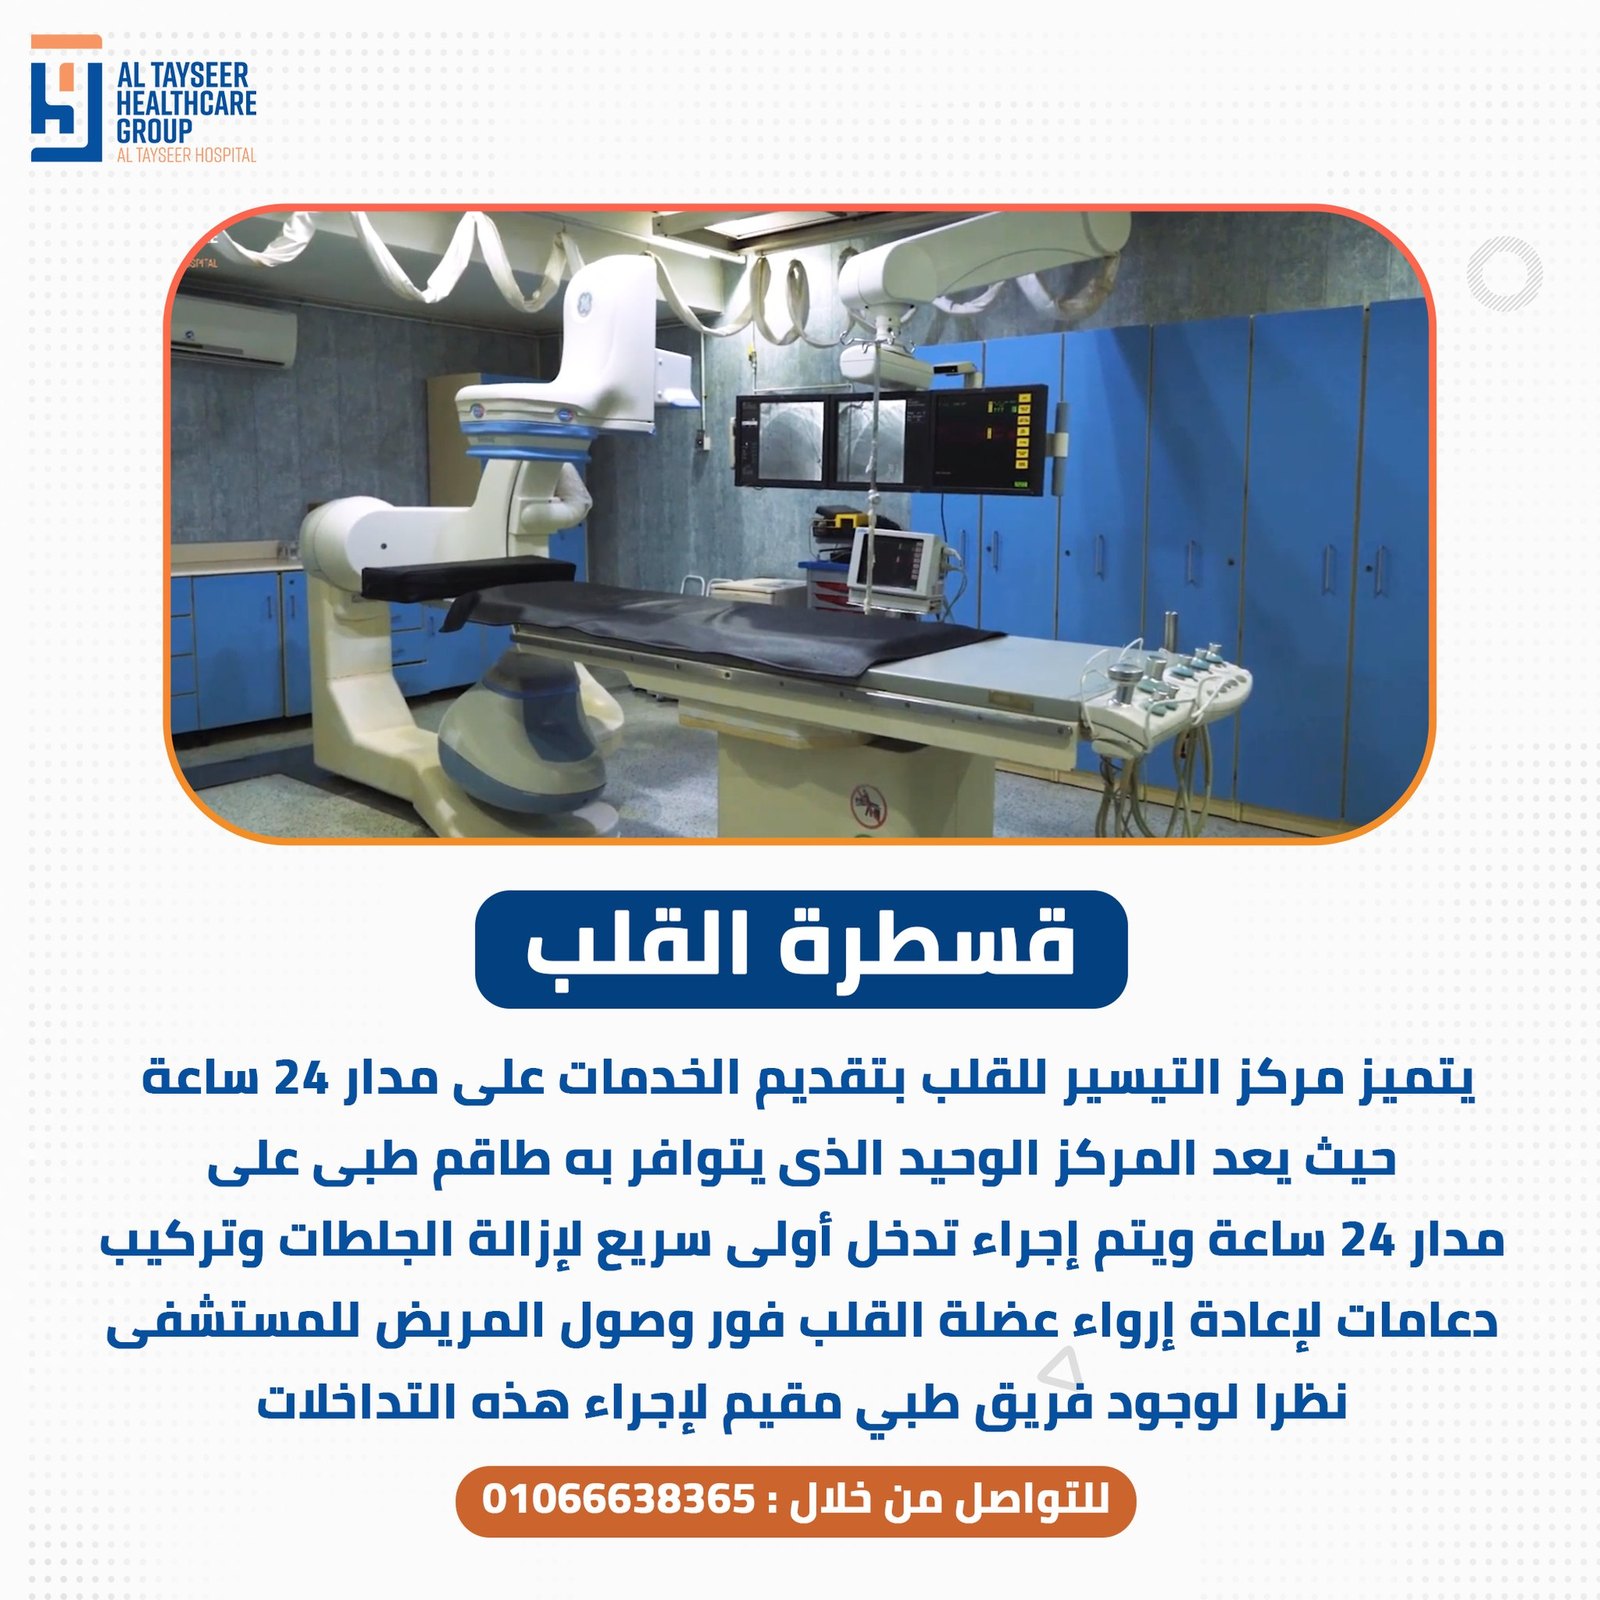 AL TAYSEER
HEALTHCARE
GROUP
AL TAYSEER HOSPITAL
SPITAL
قسطرة القلب
يتميز مركز التيسير للقلب بتقديم الخدمات على مدار 24 ساعة
حيث يعد المركز الوحيد الذى يتوافر به طاقم طبى على
مدار 24 ساعة ويتم إجراء تدخل أولى سريع لإزالة الجلطات وتركيب
دعامات لإعادة إرواء عضلة القلب فور وصول المريض للمستشفى
نظرا لوجود فريق طبي مقيم لإجراء هذه التداخلات
للتواصل من خلال : 01066638365